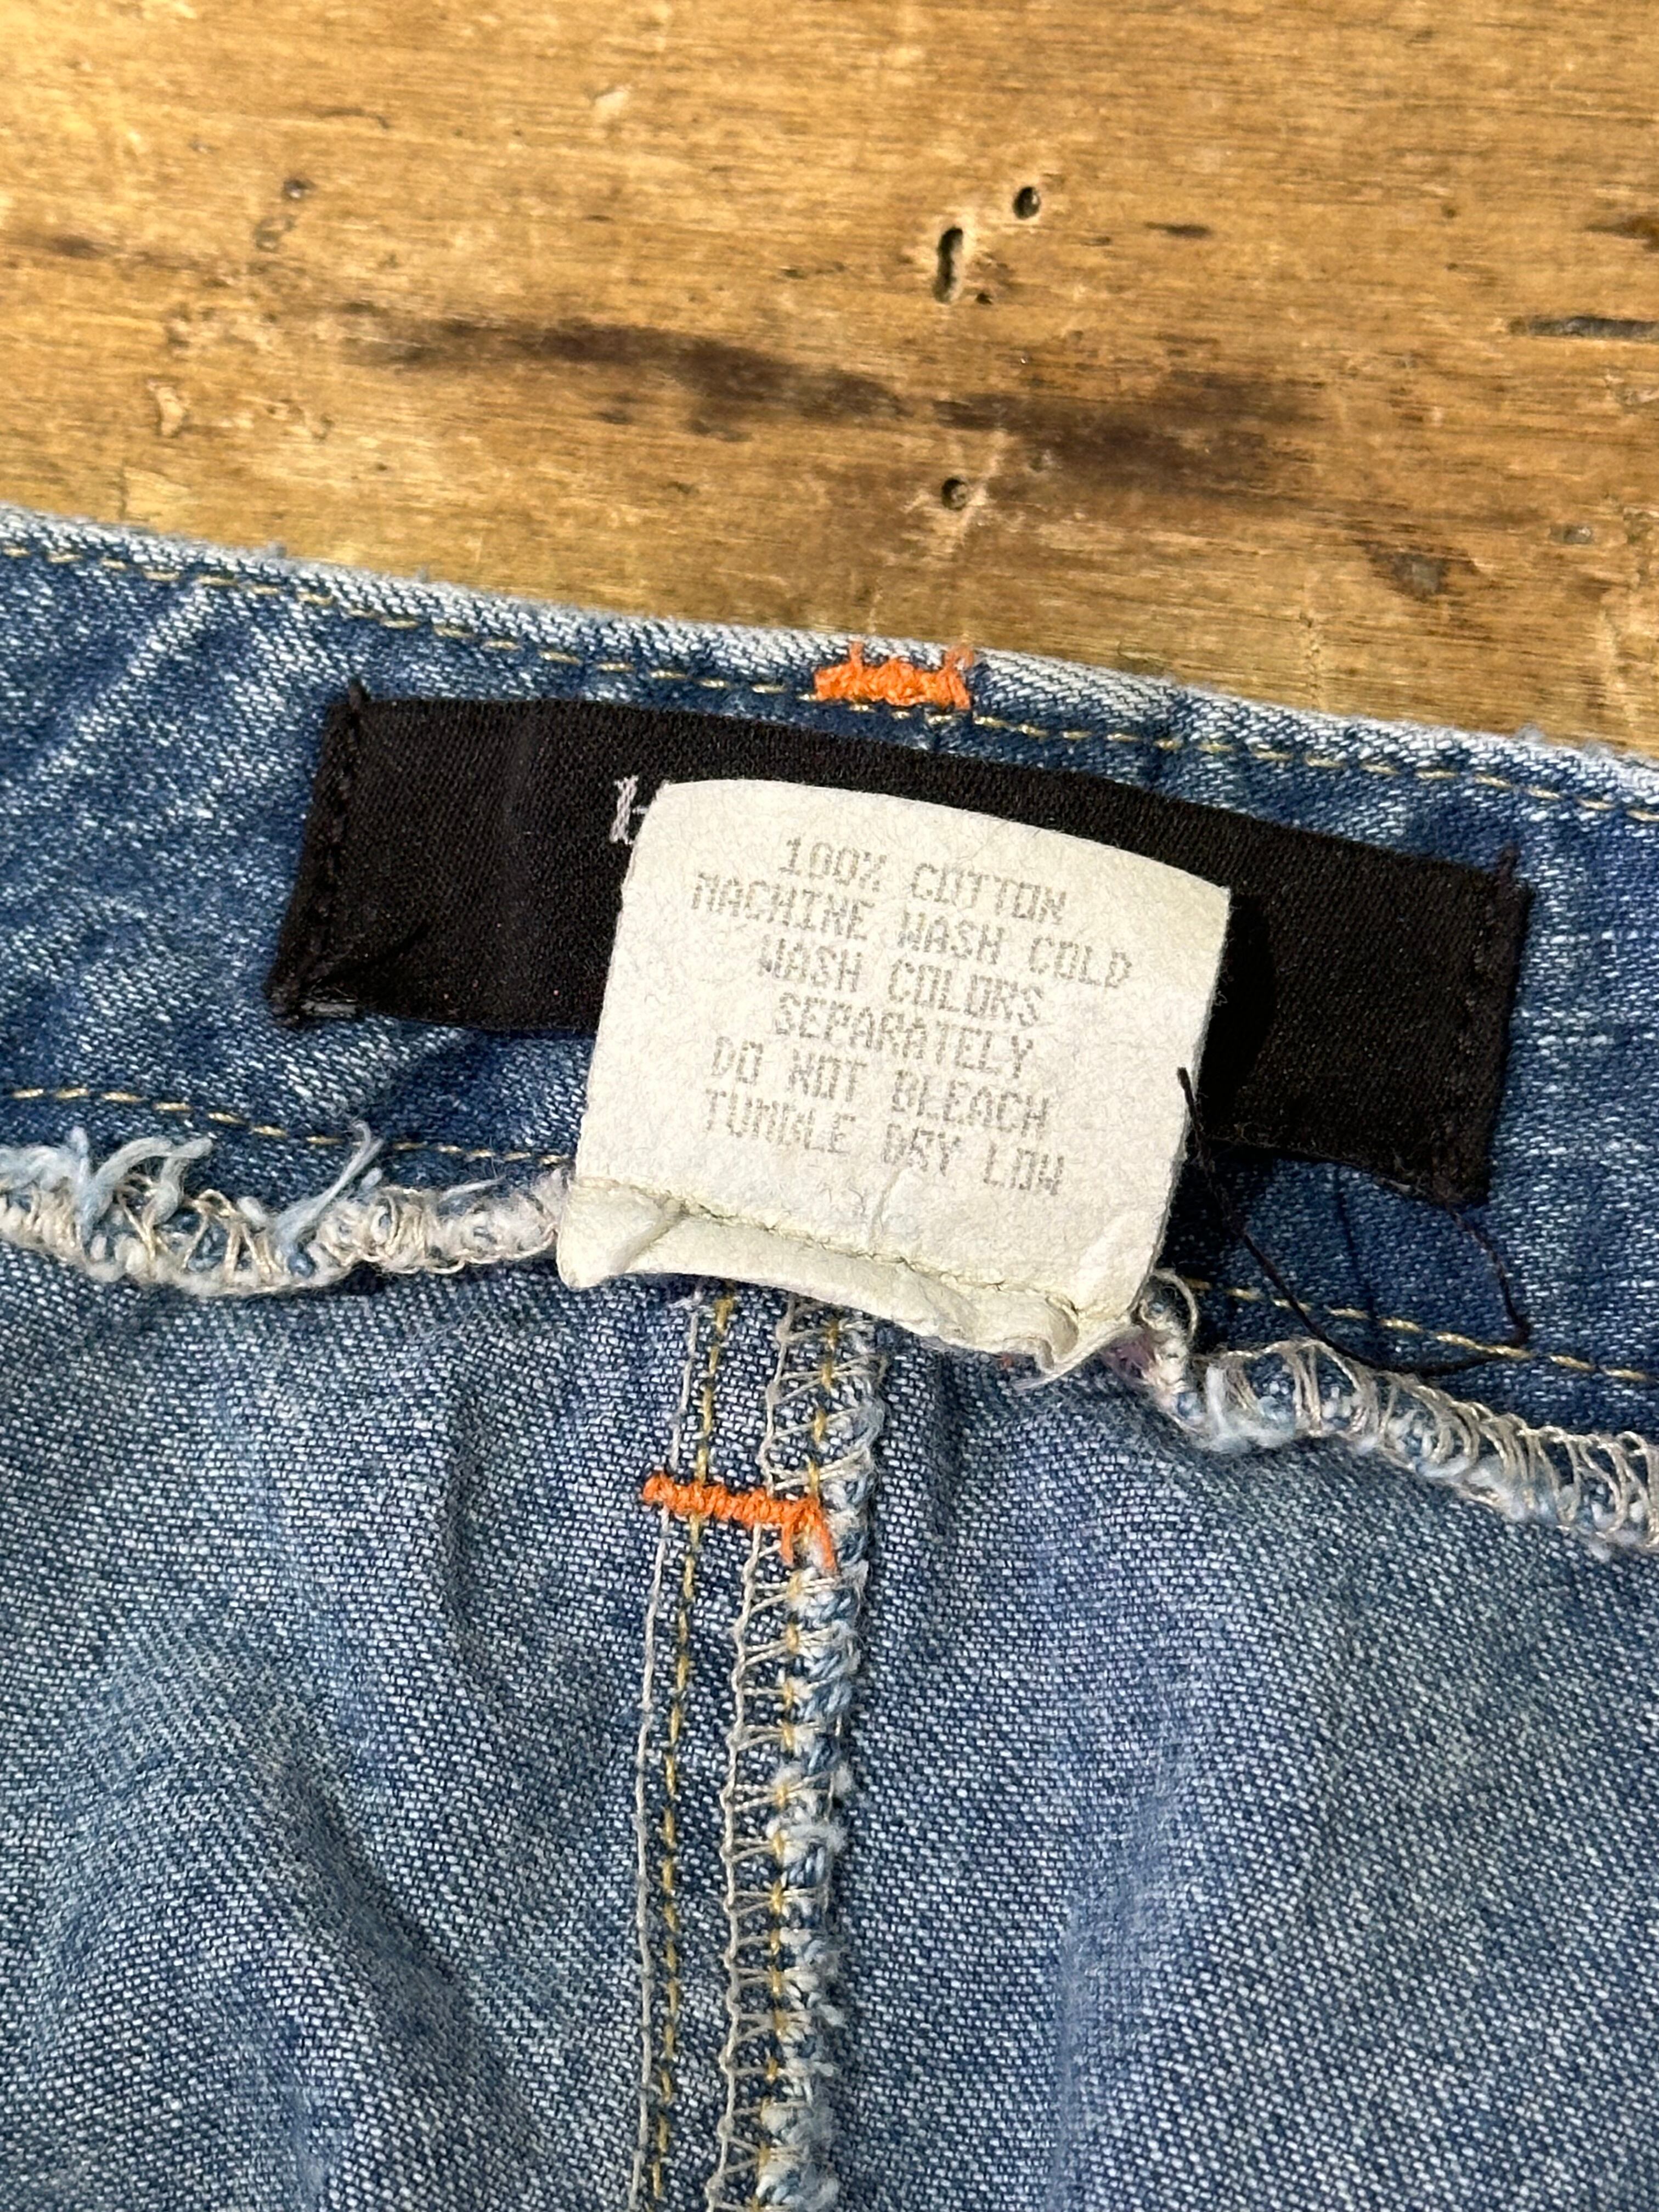 100% COTTON
MACHINE WASH COLD
WASH COLORS
SEPARATELY
DO NOT BLEACH
TUMBLE DRY LOW